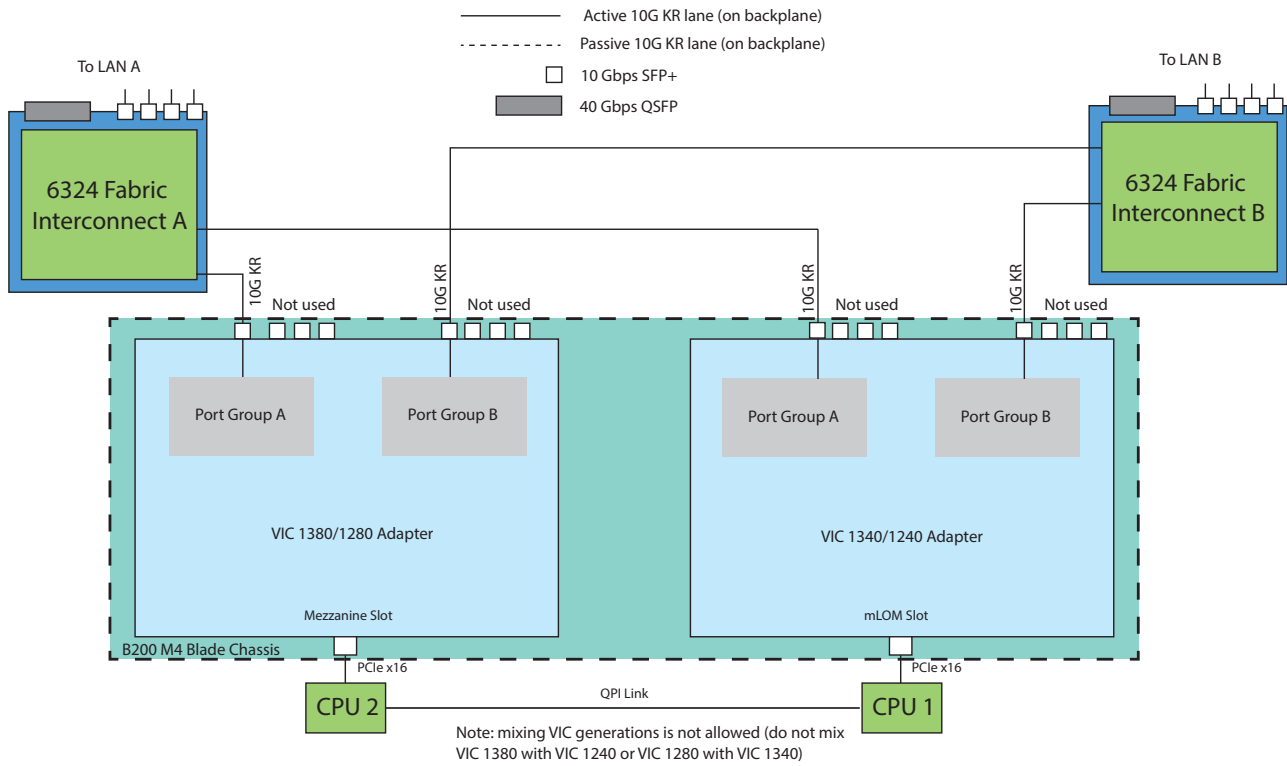 Active 10G KR lane (on backplane)
Passive 10G KR lane (on backplane)
10 Gbps SFP+
40 Gbps QSFP
To LAN A
To LAN B
6324 Fabric
Interconnect A
6324 Fabric
Interconnect B
10G KR
Not used
10G KR
Not used
10G KR
Not used
10G KR
Not used
Port Group A
Port Group B
Port Group A
Port Group B
VIC 1380/1280 Adapter
VIC 1340/1240 Adapter
Mezzanine Slot
mLOM Slot
B200 M4 Blade Chassis
PCIe x16
PCIe x16
CPU 2
QPI Link
CPU 1
Note: mixing VIC generations is not allowed (do not mix
VIC 1380 with VIC 1240 or VIC 1280 with VIC 1340)